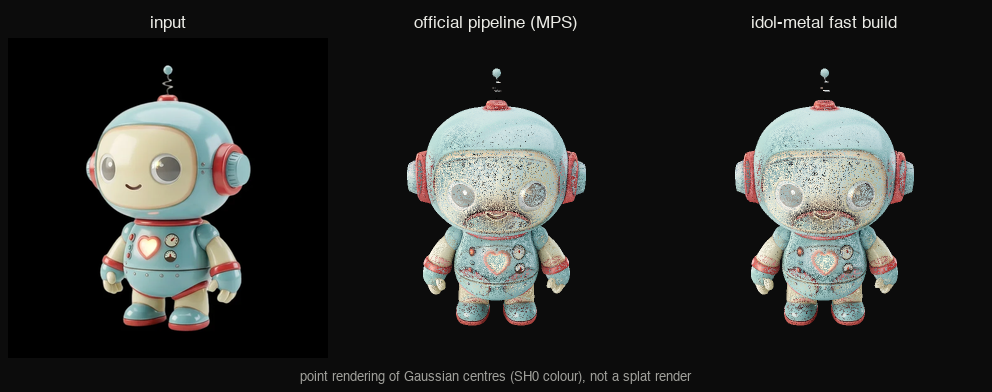 input
official pipeline (MPS)
idol-metal fast build
point rendering of Gaussian centres (SH0 colour), not a splat render